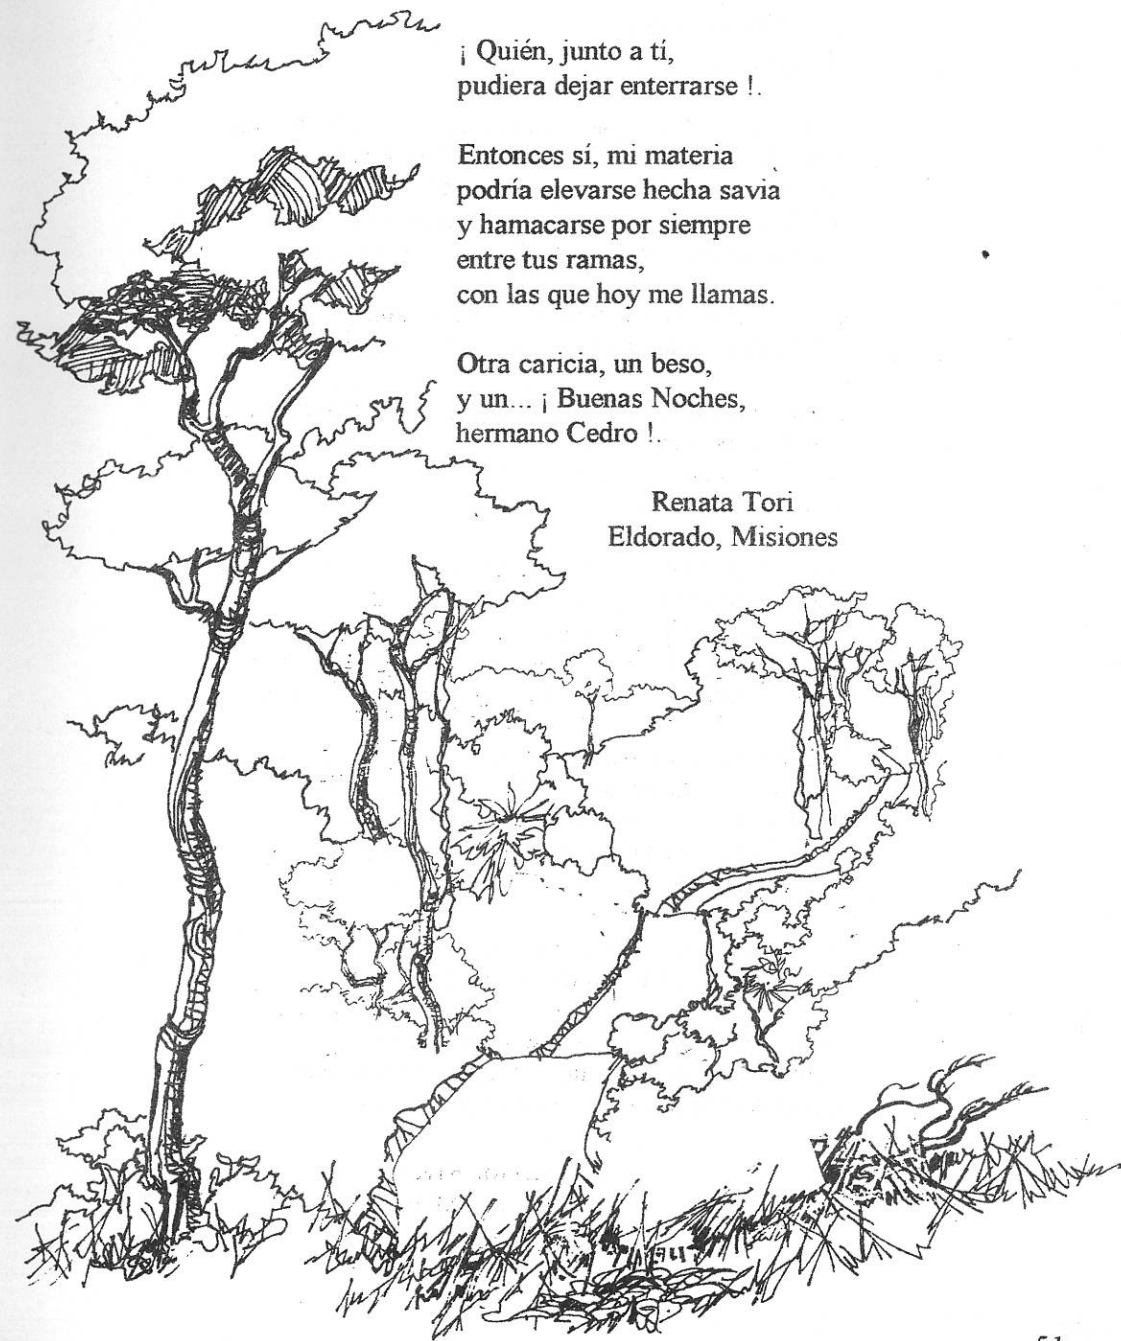 ¡ Quién, junto a tí,
pudiera dejar enterrarse !.
Entonces sí, mi materia
podría elevarse hecha savia
y hamacarse por siempre
entre tus ramas,
con las que hoy me llamas.
Otra caricia, un beso,
y un... ¡ Buenas Noches,
hermano Cedro !.
Renata Tori
Eldorado, Misiones